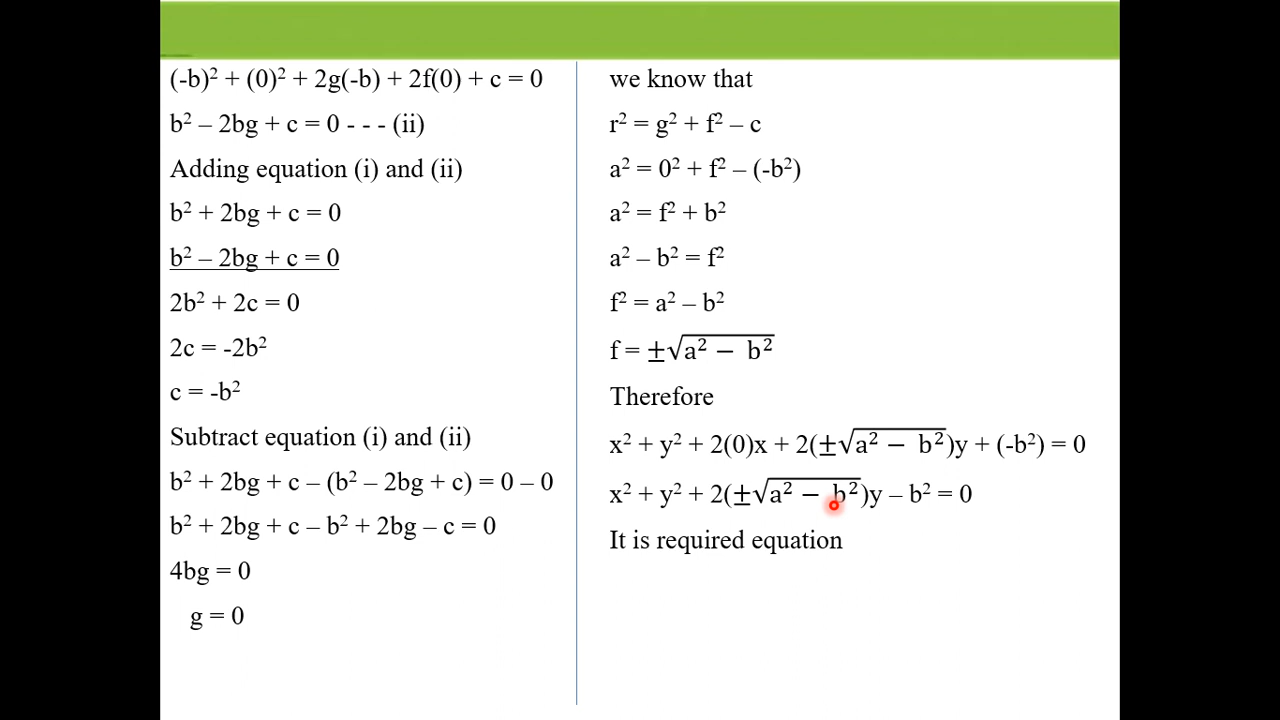 (-b)² + (0)² + 2g(-b) + 2f(0) + c = 0
b² – 2bg + c = 0 - - - (ii)
Adding equation (i) and (ii)
b² + 2bg + c = 0
b² – 2bg + c = 0
2b² + 2c = 0
2c = -2b²
c = -b²
Subtract equation (i) and (ii)
b² + 2bg + c – (b² – 2bg + c) = 0 – 0
b² + 2bg + c – b² + 2bg – c = 0
4bg = 0
g = 0
we know that
r² = g² + f² – c
a² = 0² + f² – (-b²)
a² = f² + b²
a² – b² = f²
f² = a² – b²
f = ±√(a² − b²)
Therefore
x² + y² + 2(0)x + 2(±√(a² − b²))y + (-b²) = 0
x² + y² + 2(±√(a² − b²))y – b² = 0
It is required equation